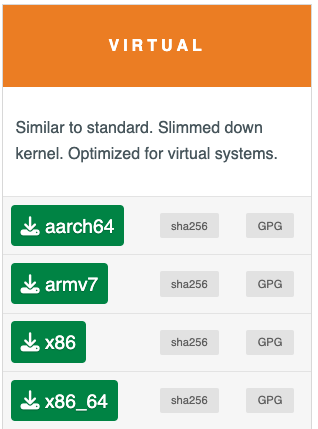 VIRTUAL
Similar to standard. Slimmed down
kernel. Optimized for virtual systems.
aarch64 sha256 GPG
armv7 sha256 GPG
x86 sha256 GPG
x86_64 sha256 GPG